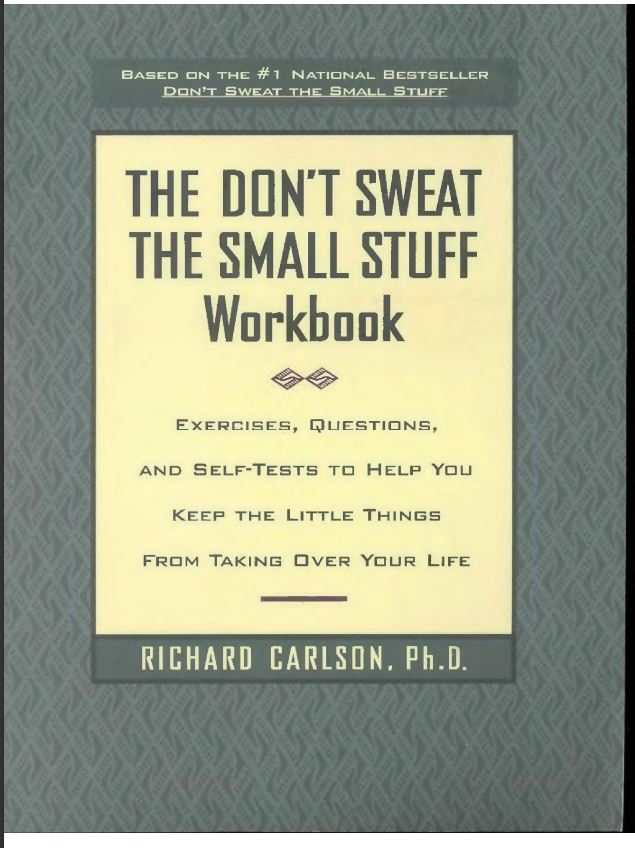 BASED ON THE #1 NATIONAL BESTSELLER
DON'T SWEAT THE SMALL STUFF
THE DON'T SWEAT
THE SMALL STUFF
Workbook
EXERCISES, QUESTIONS,
AND SELF-TESTS TO HELP YOU
KEEP THE LITTLE THINGS
FROM TAKING OVER YOUR LIFE
RICHARD CARLSON, Ph.D.